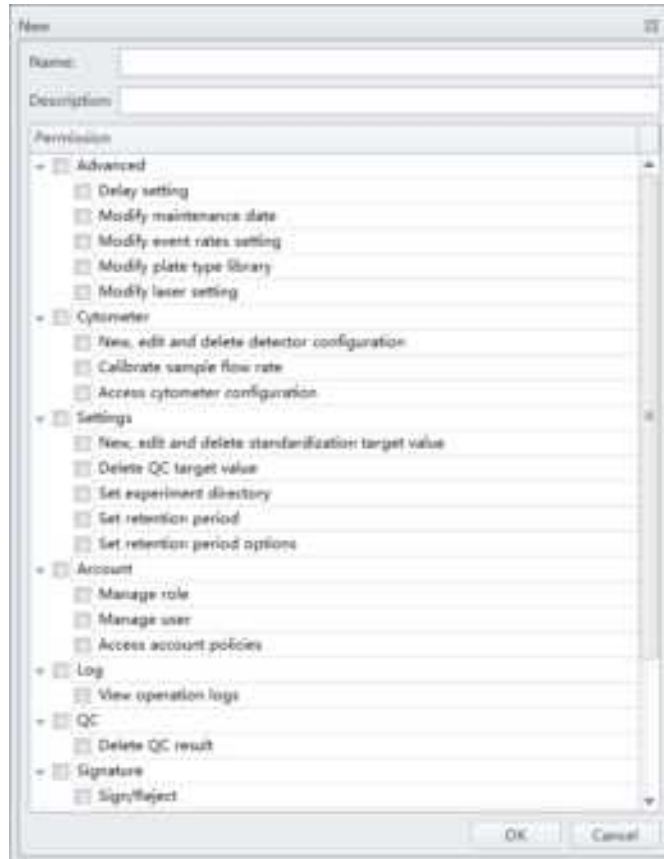 New
Name:
Description:
Permission
Advanced
Delay setting
Modify maintenance date
Modify event rates setting
Modify plate type library
Modify laser setting
Cytometer
New, edit and delete detector configuration
Calibrate sample flow rate
Access cytometer configuration
Settings
New, edit and delete standardization target value
Delete QC target value
Set experiment directory
Set retention period
Set retention period options
Account
Manage role
Manage user
Access account policies
Log
View operation logs
QC
Delete QC result
Signature
Sign/Reject
OK Cancel